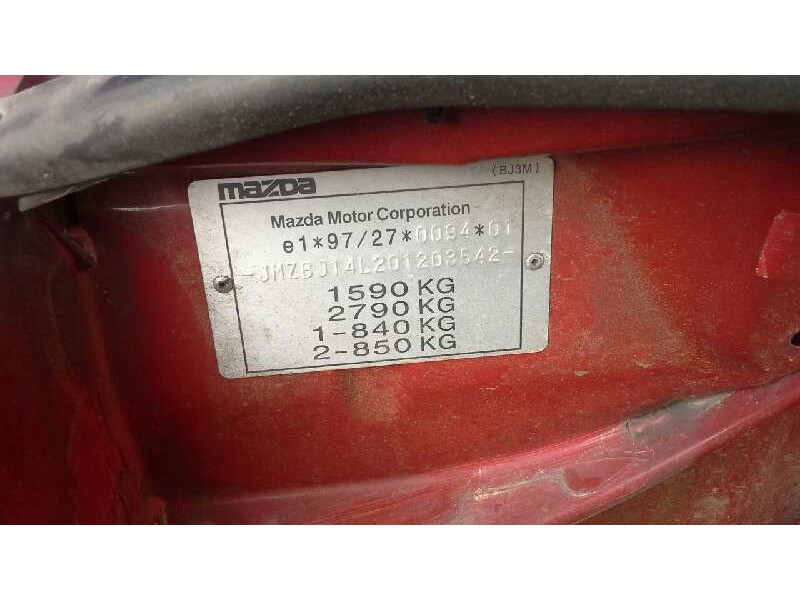 mazda
(BJ3M)
Mazda Motor Corporation
e1*97/27*0094*01
-JMZBJ14L201203542-
1590 KG
2790 KG
1-840 KG
2-850 KG